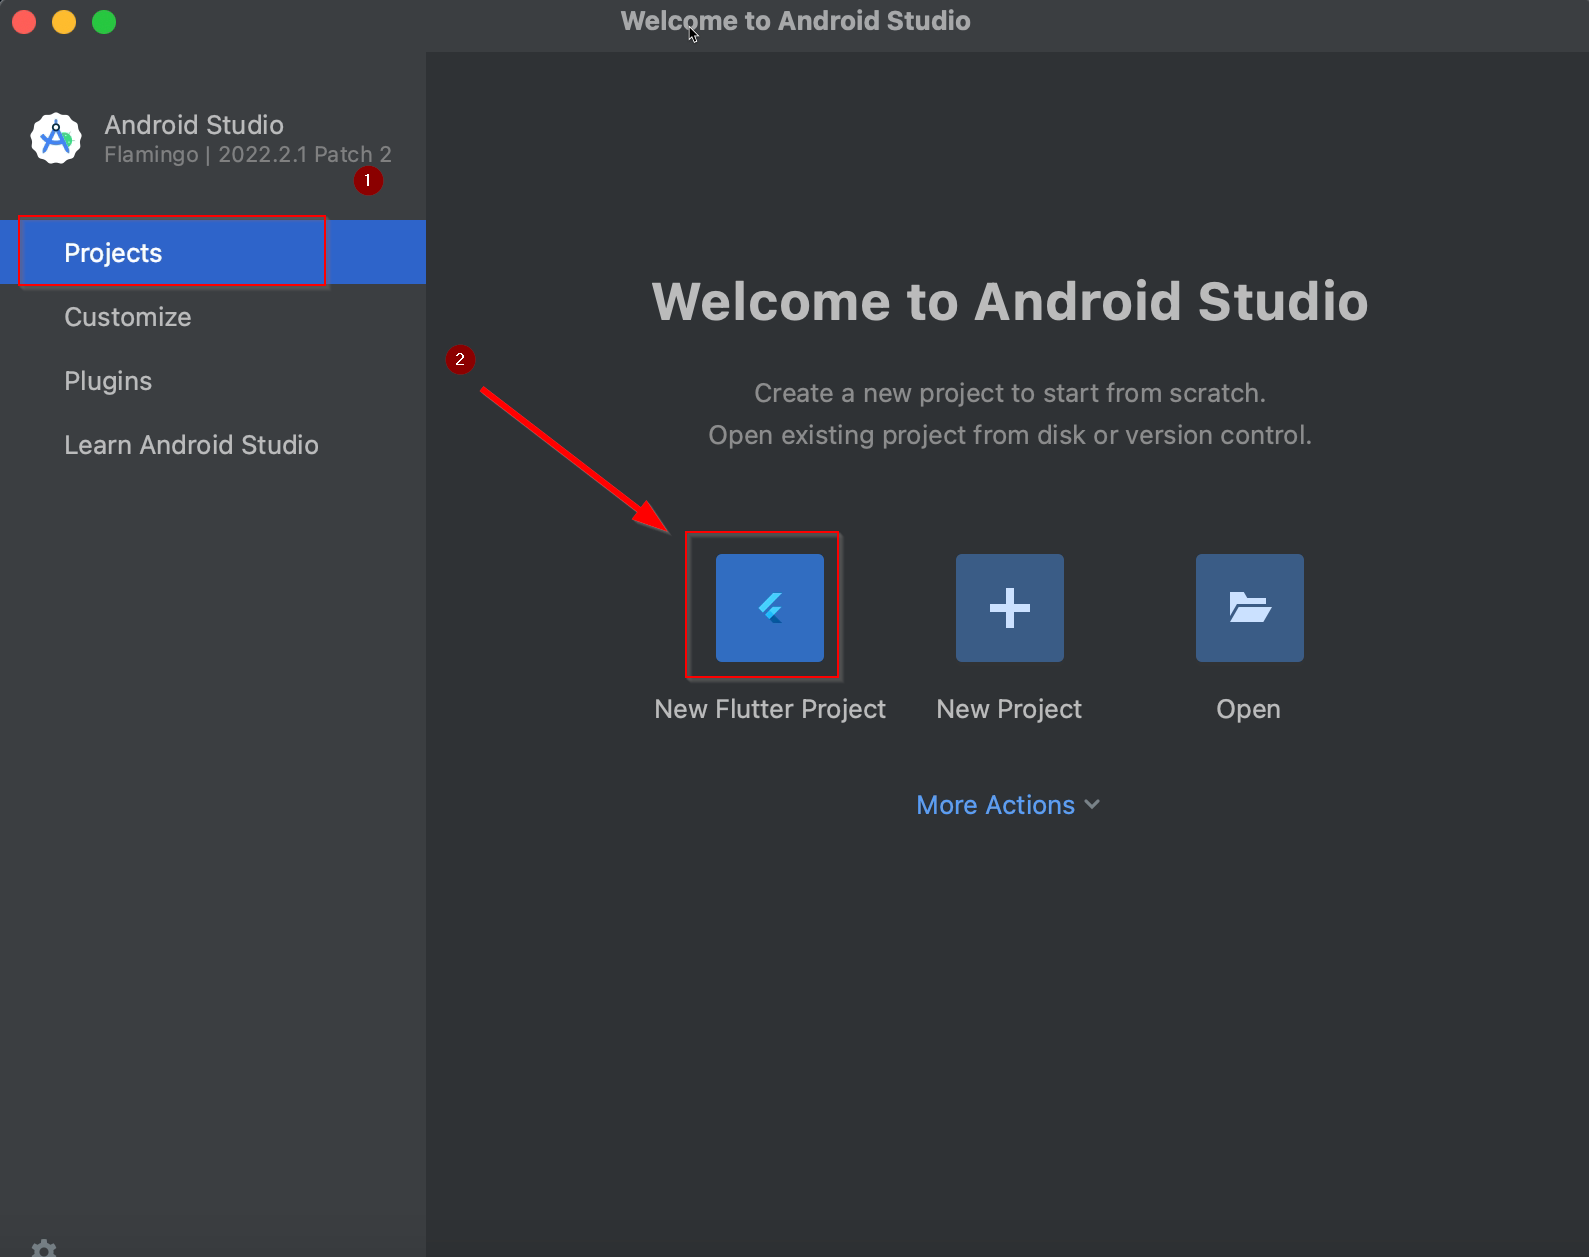 Welcome to Android Studio
Android Studio
Flamingo | 2022.2.1 Patch 2
1
Projects
Customize
Plugins
Learn Android Studio
2
Welcome to Android Studio
Create a new project to start from scratch.
Open existing project from disk or version control.
New Flutter Project
New Project
Open
More Actions